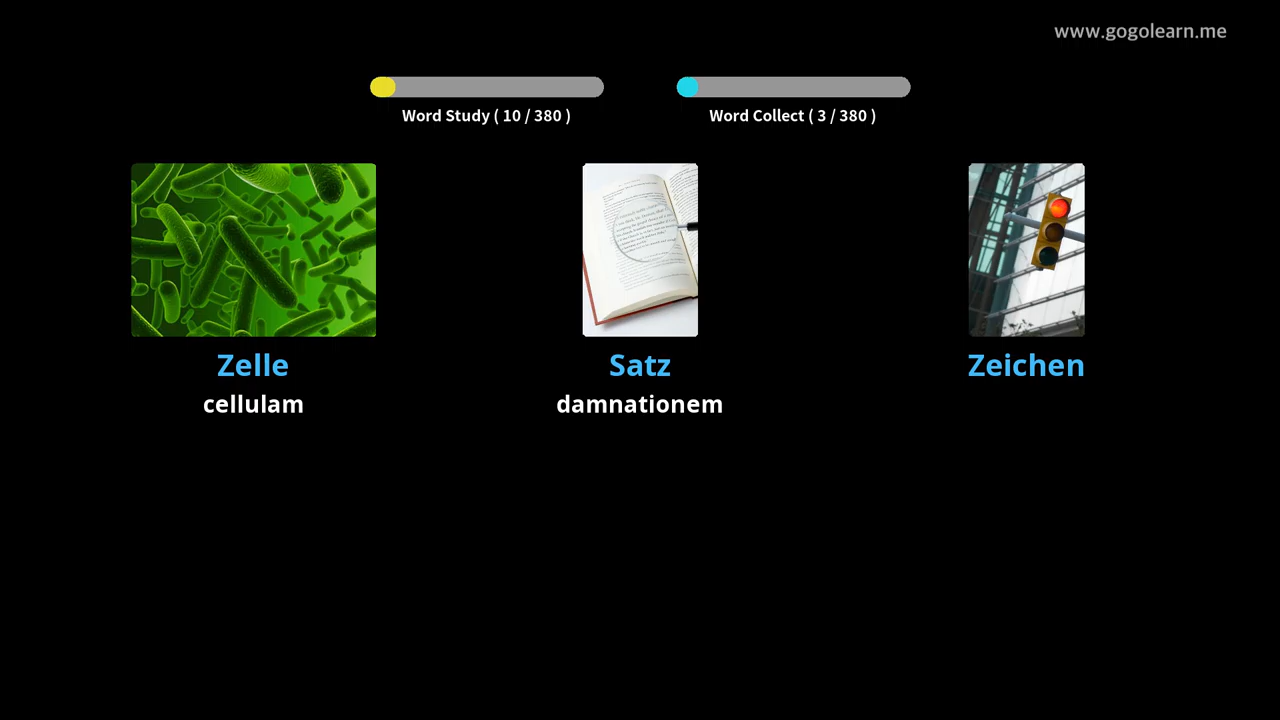 www.gogolearn.me
Word Study ( 10 / 380 )
Word Collect ( 3 / 380 )
Zelle
Satz
Zeichen
cellulam
damnationem